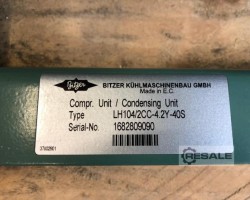 Bitzer
BITZER KÜHLMASCHINENBAU GMBH
Made in E.C.
Compr. Unit / Condensing Unit
Type LH104/2CC-4.2Y-40S
Serial-No. 1682809090
RESALE